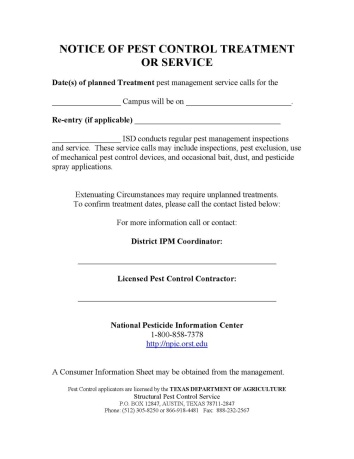 NOTICE OF PEST CONTROL TREATMENT
OR SERVICE
Date(s) of planned Treatment pest management service calls for the
_________________ Campus will be on __________________________.
Re-entry (if applicable) ____________________________________
_________________ ISD conducts regular pest management inspections
and service. These service calls may include inspections, pest exclusion, use
of mechanical pest control devices, and occasional bait, dust, and pesticide
spray applications.
Extenuating Circumstances may require unplanned treatments.
To confirm treatment dates, please call the contact listed below:
For more information call or contact:
District IPM Coordinator:
_________________________________________________
Licensed Pest Control Contractor:
_________________________________________________
National Pesticide Information Center
1-800-858-7378
http://npic.orst.edu
A Consumer Information Sheet may be obtained from the management.
Pest Control applicators are licensed by the TEXAS DEPARTMENT OF AGRICULTURE
Structural Pest Control Service
P.O. BOX 12847, AUSTIN, TEXAS 78711-2847
Phone: (512) 305-8250 or 866-918-4481 Fax: 888-232-2567